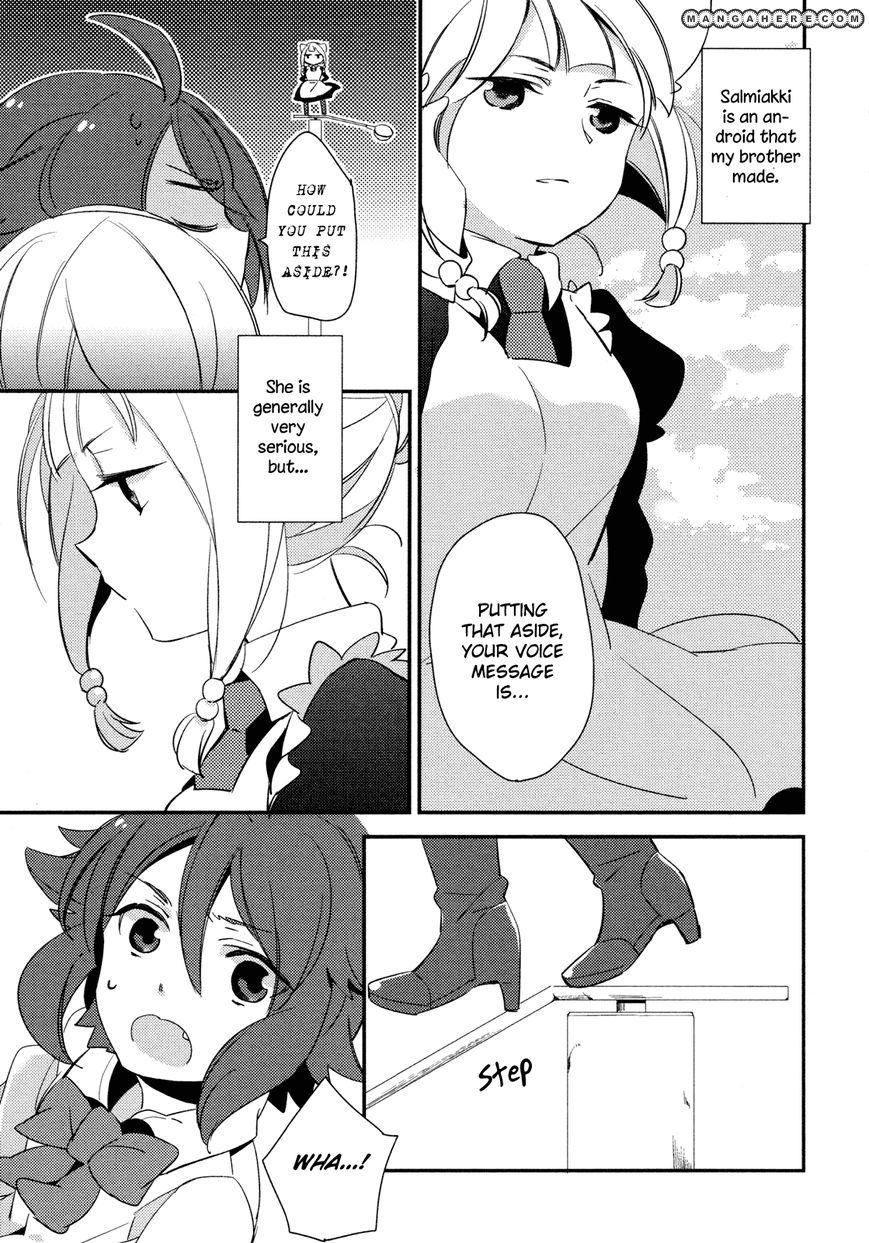 MANGAHERE.COM
Salmiakki
is an an-
droid that
my brother
made.
PUTTING
THAT ASIDE,
YOUR VOICE
MESSAGE
IS...
HOW
COULD
YOU PUT
THIS
ASIDE?!
She is
generally
very
serious,
but...
Step
WHA...!